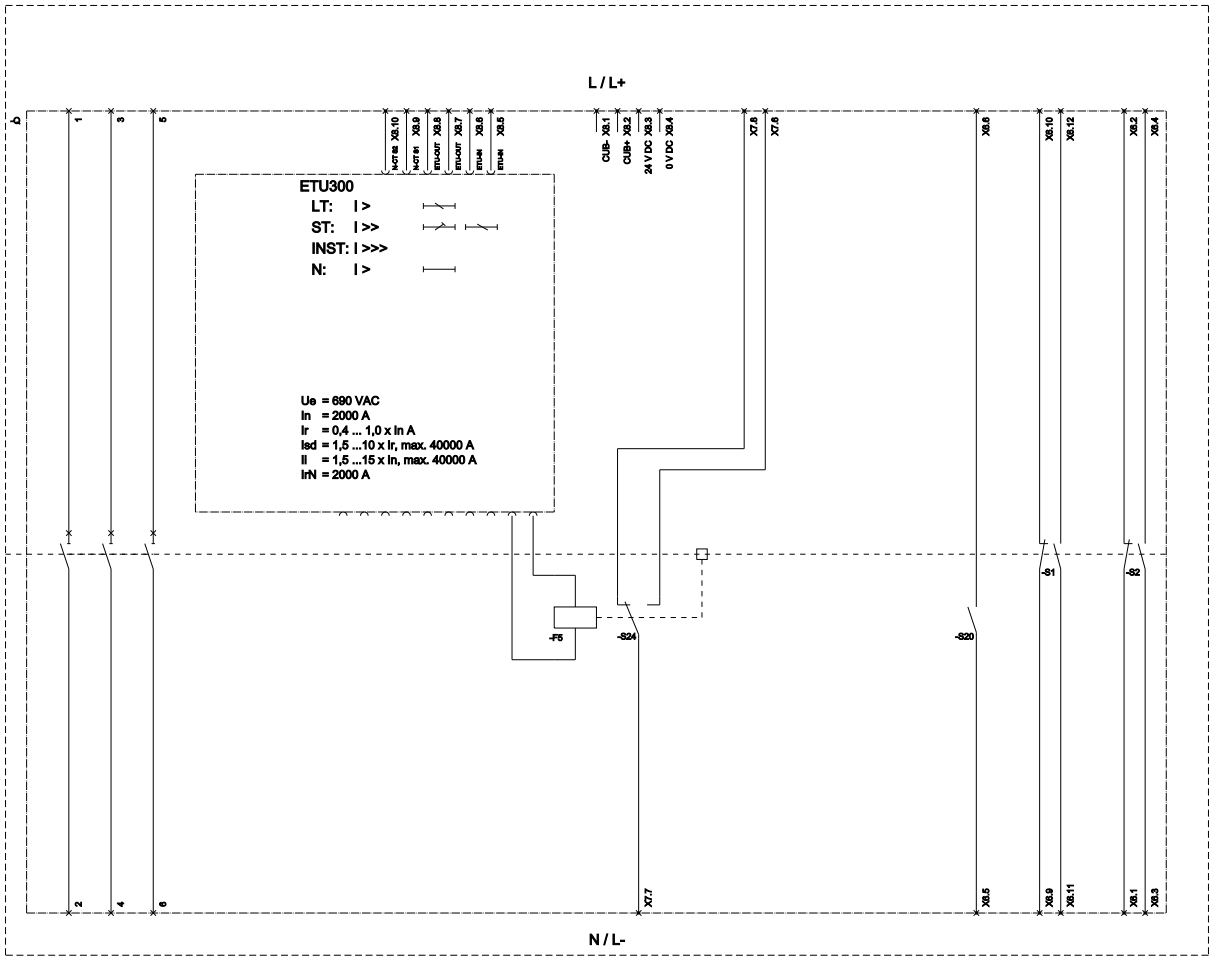 L / L+
-Q
1
3
5
X8.10
N-CT S2
X8.9
N-CT S1
X8.8
ETU-OUT
X8.7
ETU-OUT
X8.6
ETU-IN
X8.5
ETU-IN
CUB- X8.1
CUB+ X8.2
24 V DC X8.3
0 V DC X8.4
X7.8
X7.6
X6.6
X6.10
X6.12
X6.2
X6.4
ETU300
LT: I >
ST: I >>
INST: I >>>
N: I >
Ue = 690 VAC
In = 2000 A
Ir = 0,4 ... 1,0 x In A
Isd = 1,5 ...10 x Ir, max. 40000 A
Ii = 1,5 ...15 x In, max. 40000 A
IrN = 2000 A
-S1
-S2
-F5
-S24
-S20
2
4
6
X7.7
X6.5
X6.9
X6.11
X6.1
X6.3
N / L-